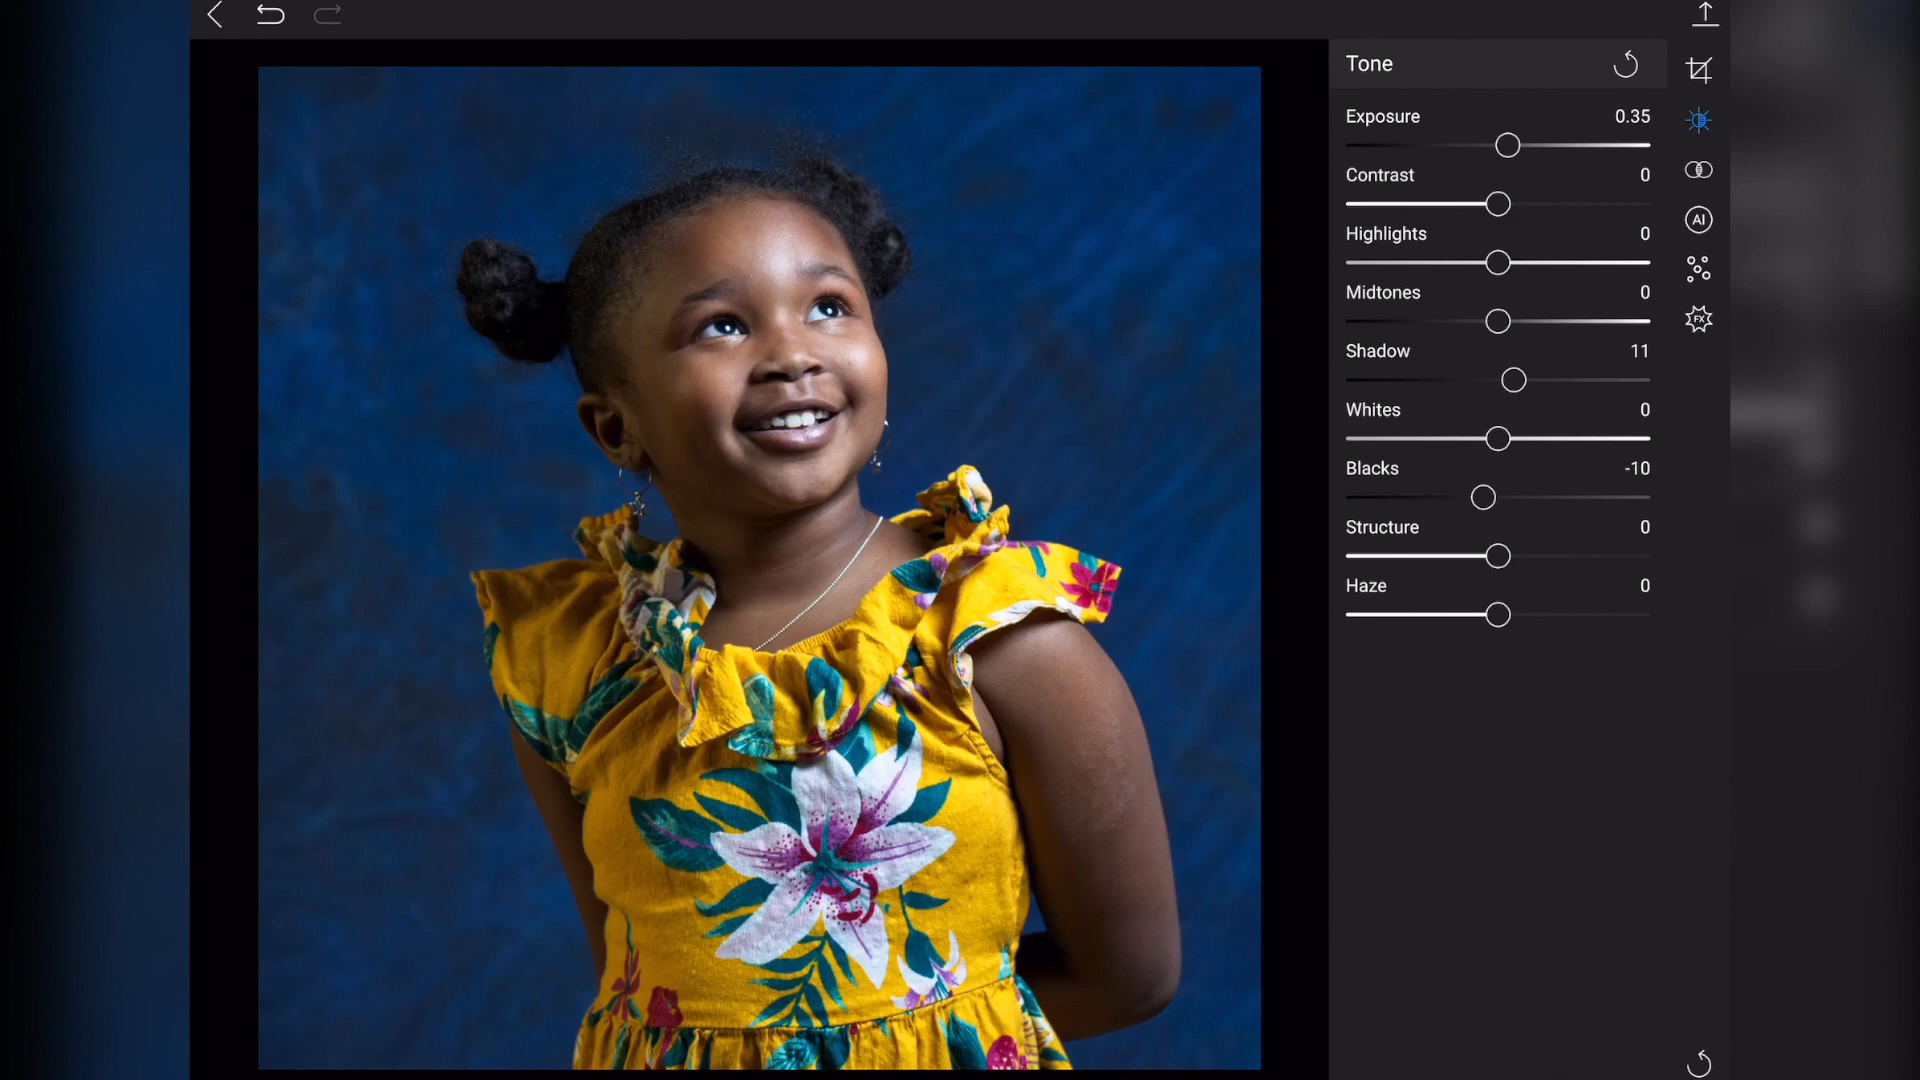 Tone
Exposure 0.35
Contrast 0
Highlights 0
Midtones 0
Shadow 11
Whites 0
Blacks -10
Structure 0
Haze 0
AI
FX